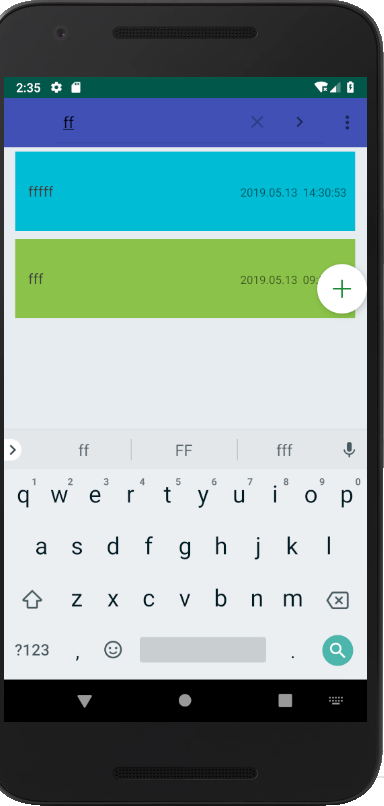 2:35
ff
fffff
2019.05.13 14:30:53
fff
2019.05.13 09:
ff FF fff
1 2 3 4 5 6 7 8 9 0
q w e r t y u i o p
a s d f g h j k l
z x c v b n m
?123 , .